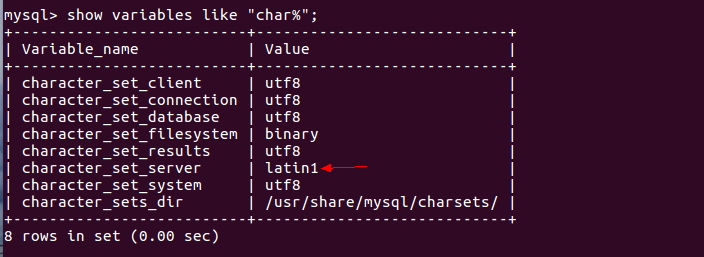 mysql> show variables like "char%";
+--------------------------+----------------------------+
| Variable_name            | Value                      |
+--------------------------+----------------------------+
| character_set_client     | utf8                       |
| character_set_connection | utf8                       |
| character_set_database   | utf8                       |
| character_set_filesystem | binary                     |
| character_set_results    | utf8                       |
| character_set_server     | latin1                     |
| character_set_system     | utf8                       |
| character_sets_dir       | /usr/share/mysql/charsets/ |
+--------------------------+----------------------------+
8 rows in set (0.00 sec)